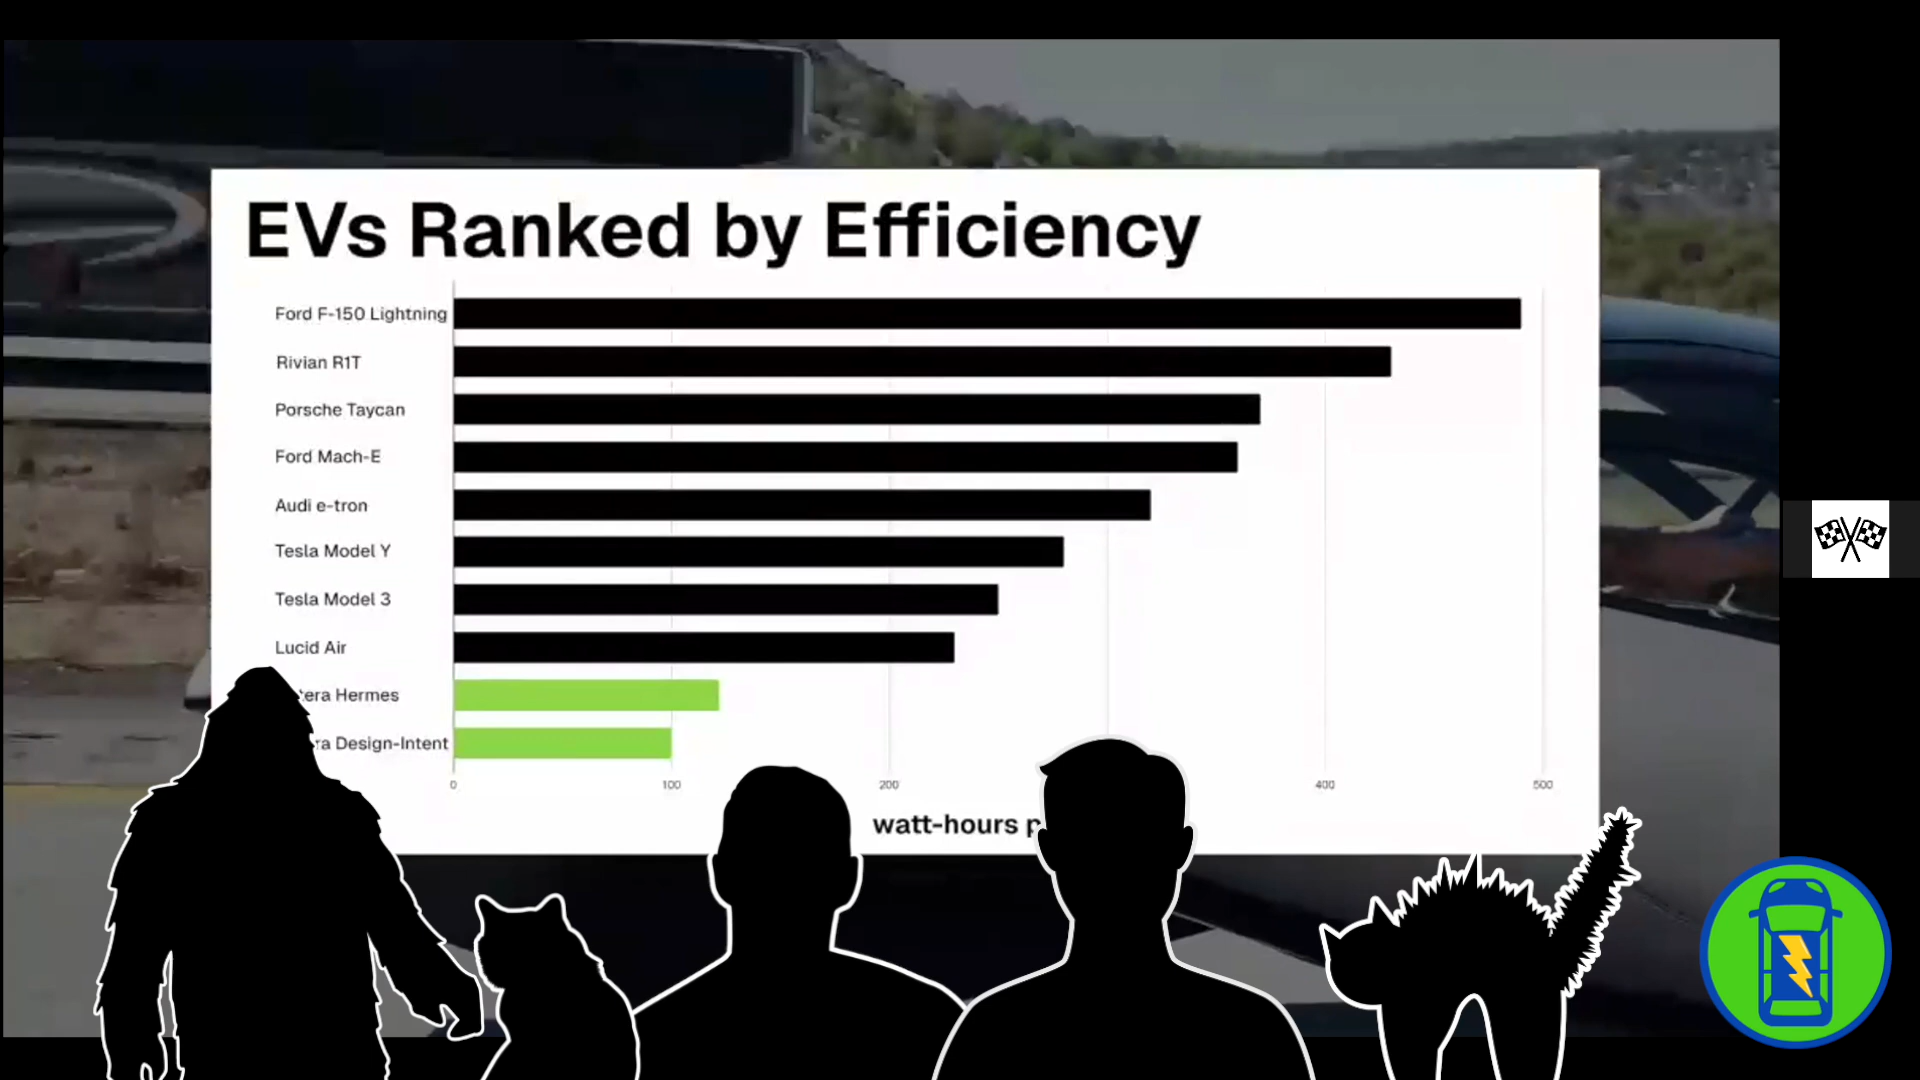 EVs Ranked by Efficiency
Ford F-150 Lightning
Rivian R1T
Porsche Taycan
Ford Mach-E
Audi e-tron
Tesla Model Y
Tesla Model 3
Lucid Air
Hermes
Design-Intent
0 100 200 400 500
watt-hours